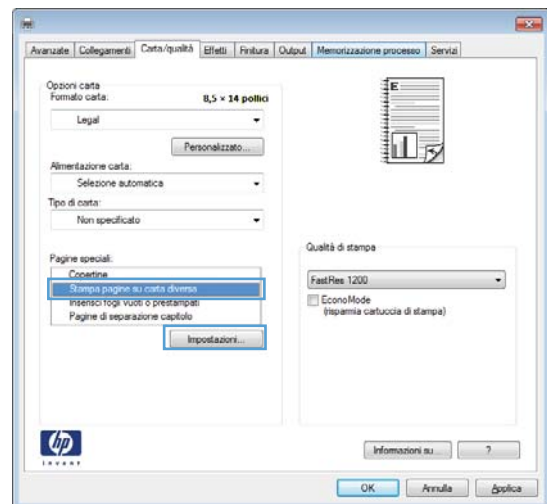 Avanzate Collegamenti Carta/qualità Effetti Finitura Output Memorizzazione processo Servizi
Opzioni carta
Formato carta: 8,5 × 14 pollici
Legal
Personalizzato...
Alimentazione carta:
Selezione automatica
Tipo di carta:
Non specificato
Pagine speciali:
Copertine
Stampa pagine su carta diversa
Inserisci fogli vuoti o prestampati
Pagine di separazione capitolo
Impostazioni...
E
Qualità di stampa
FastRes 1200
EconoMode
(risparmia cartuccia di stampa)
hp
invent
Informazioni su... ?
OK Annulla Applica